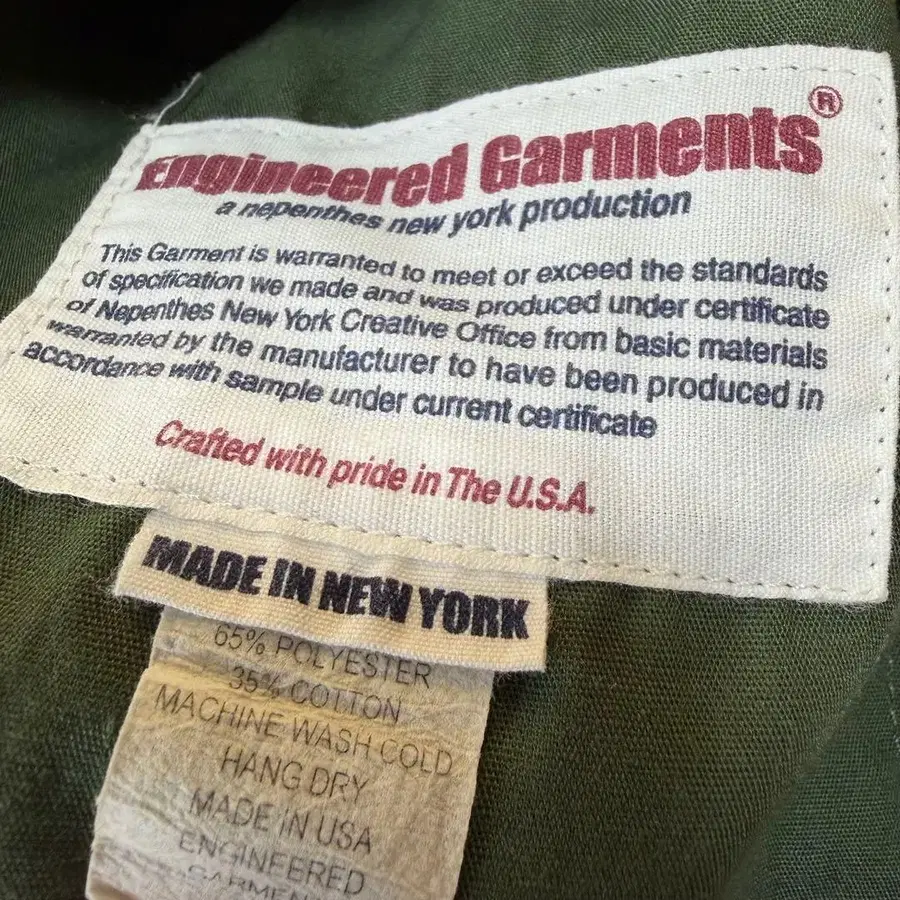 Engineered Garments®
a nepenthes new york production
This Garment is warranted to meet or exceed the standards
of specification we made and was produced under certificate
of Nepenthes New York Creative Office from basic materials
warranted by the manufacturer to have been produced in
accordance with sample under current certificate
Crafted with pride in The U.S.A.
MADE IN NEW YORK
65% POLYESTER
35% COTTON
MACHINE WASH COLD
HANG DRY
MADE IN USA
ENGINEERED
GARMEN